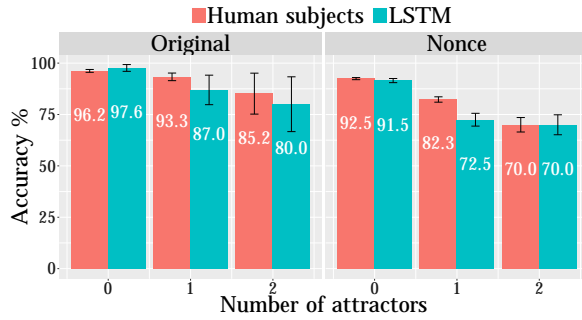 Human subjects LSTM
Original Nonce
Accuracy %
100
75
50
25
0
96.2 97.6 93.3 87.0 85.2 80.0
92.5 91.5 82.3 72.5 70.0 70.0
0 1 2 0 1 2
Number of attractors